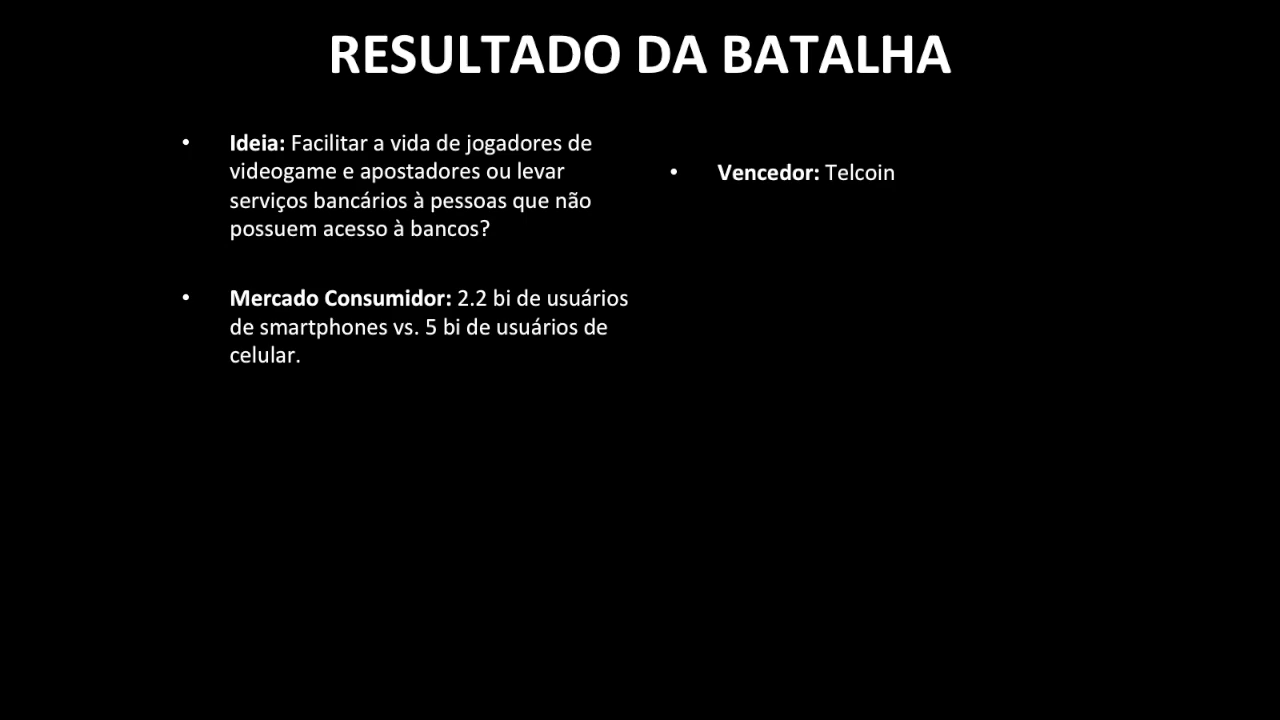 RESULTADO DA BATALHA
• Ideia: Facilitar a vida de jogadores de
videogame e apostadores ou levar
serviços bancários à pessoas que não
possuem acesso à bancos?
• Vencedor: Telcoin
• Mercado Consumidor: 2.2 bi de usuários
de smartphones vs. 5 bi de usuários de
celular.